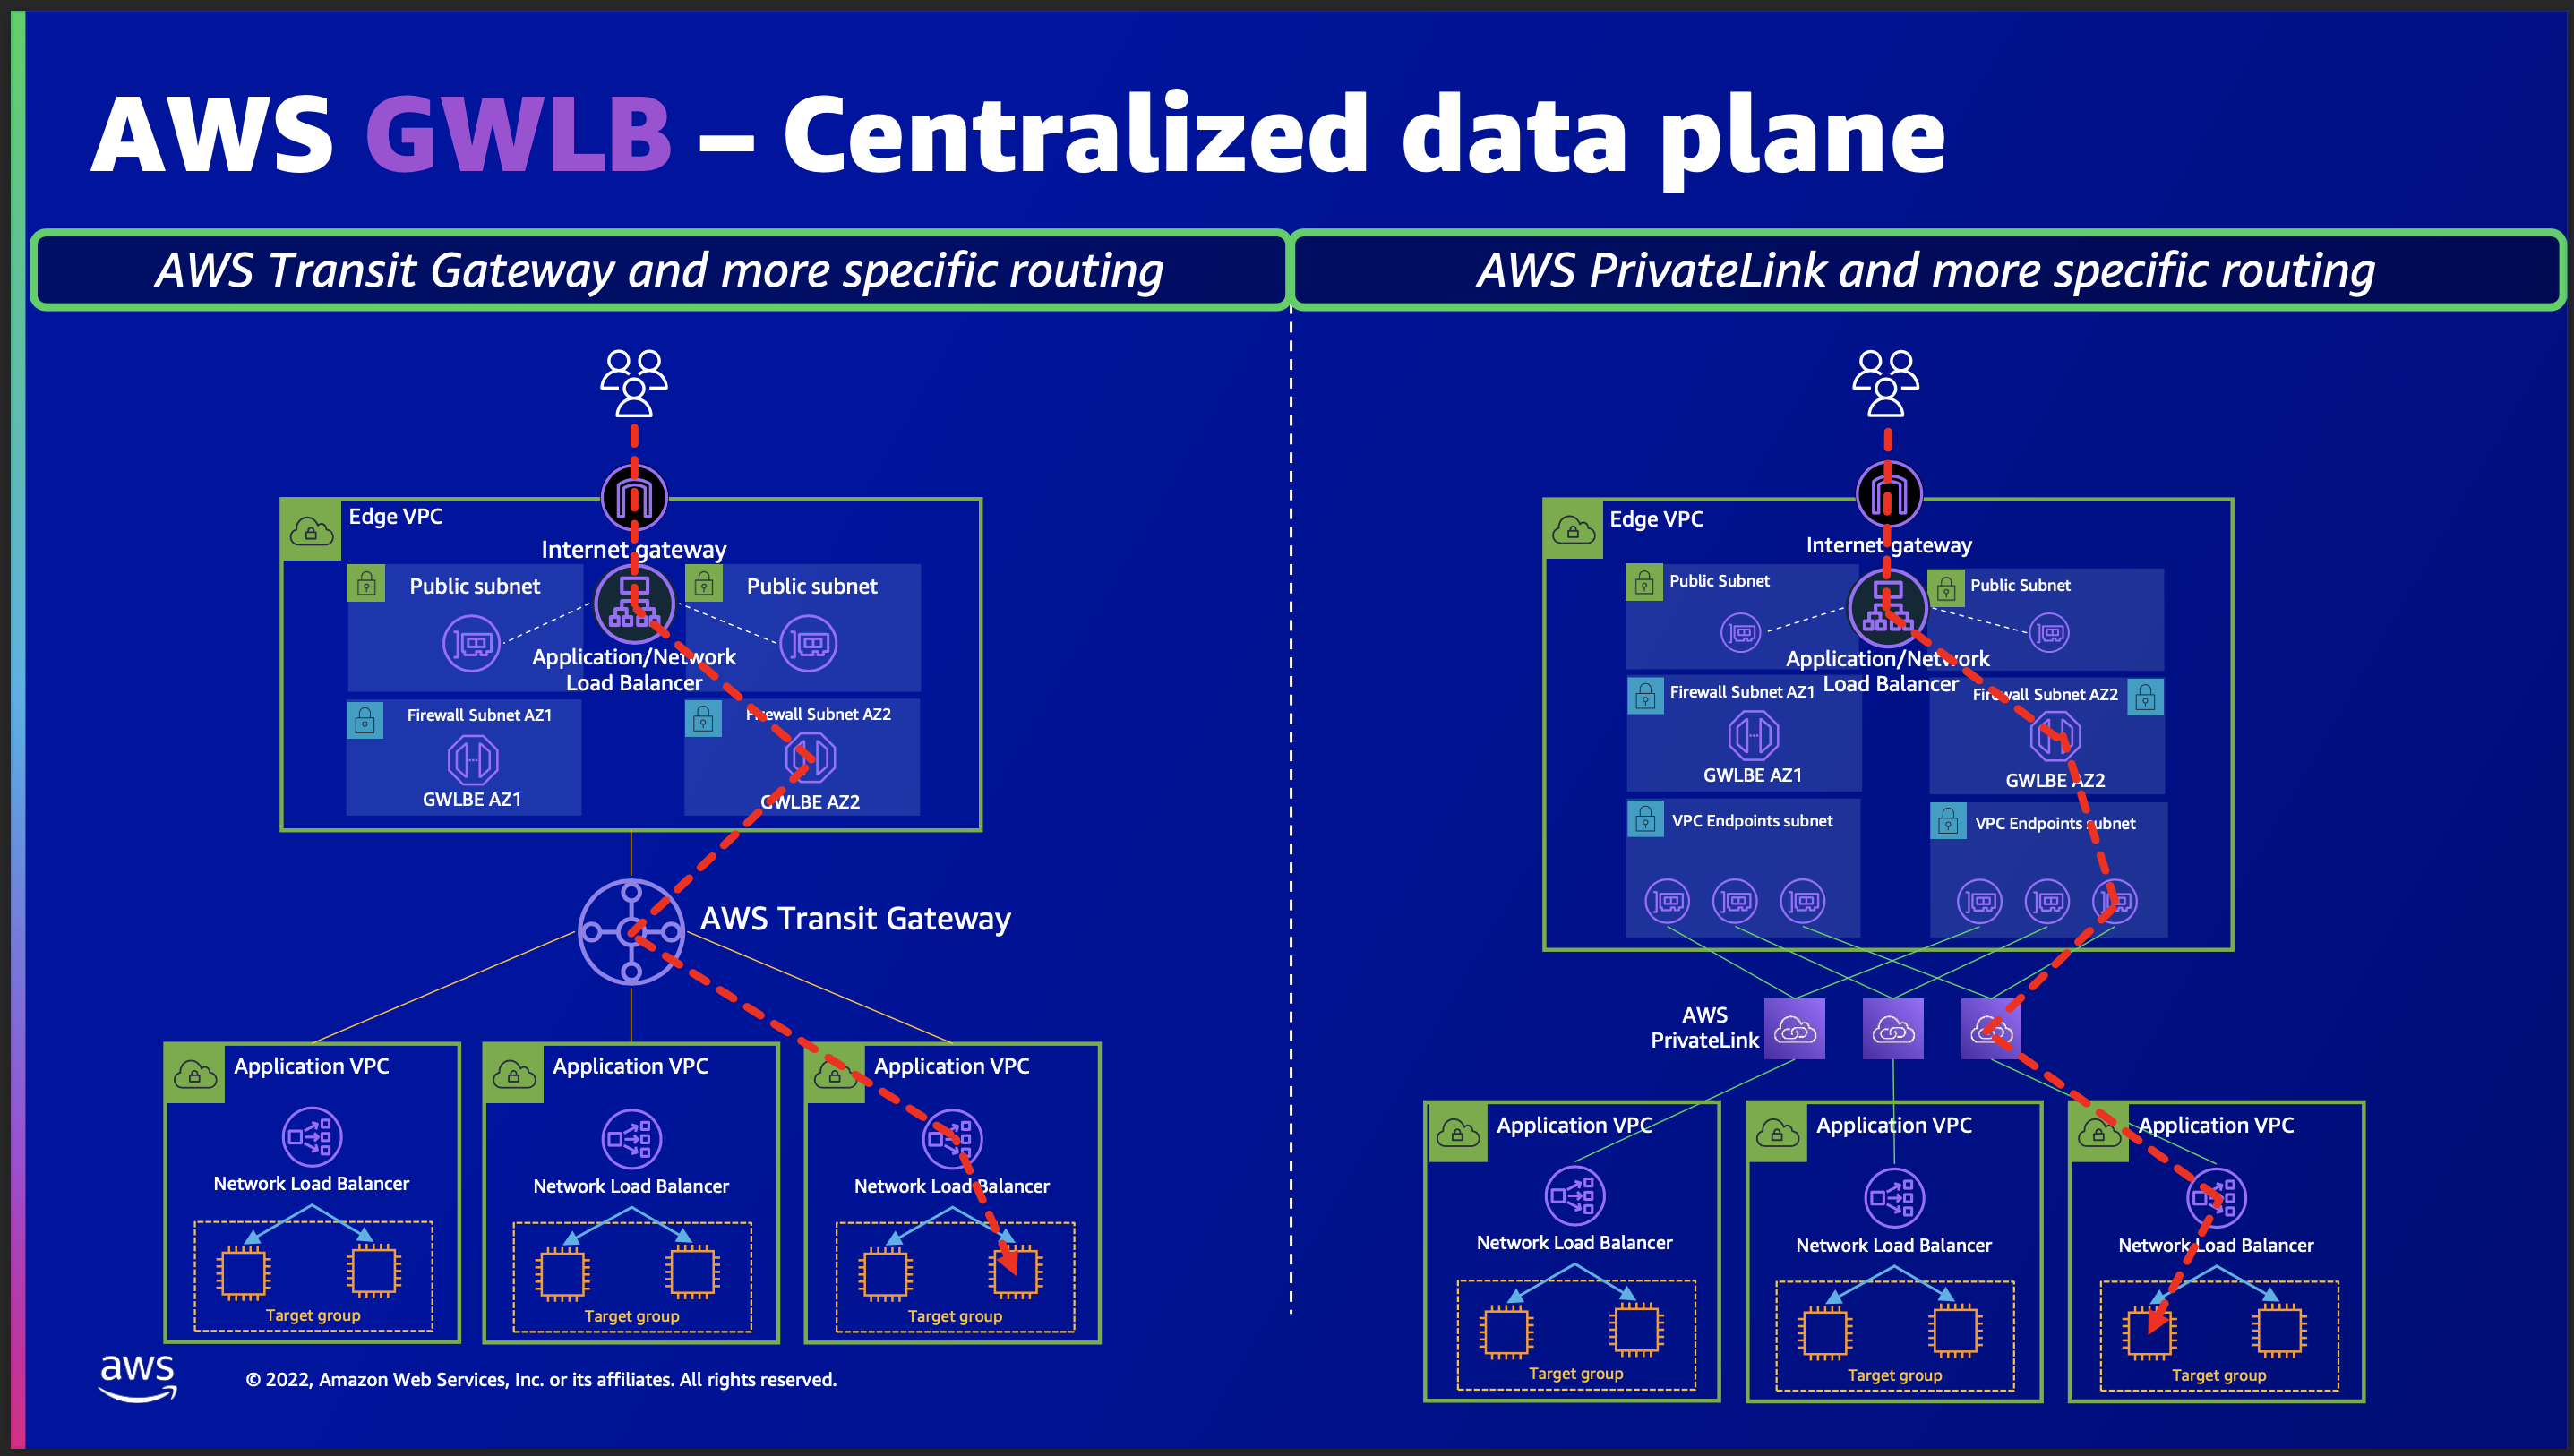 AWS GWLB – Centralized data plane
AWS Transit Gateway and more specific routing
Edge VPC
Internet gateway
Public subnet
Public subnet
Application/Network
Load Balancer
Firewall Subnet AZ1
Firewall Subnet AZ2
GWLBE AZ1
GWLBE AZ2
AWS Transit Gateway
Application VPC
Application VPC
Application VPC
Network Load Balancer
Network Load Balancer
Network Load Balancer
Target group
Target group
Target group
AWS PrivateLink and more specific routing
Edge VPC
Internet gateway
Public Subnet
Public Subnet
Application/Network
Load Balancer
Firewall Subnet AZ1
Firewall Subnet AZ2
GWLBE AZ1
GWLBE AZ2
VPC Endpoints subnet
VPC Endpoints subnet
AWS
PrivateLink
Application VPC
Application VPC
Application VPC
Network Load Balancer
Network Load Balancer
Network Load Balancer
Target group
Target group
Target group
aws
© 2022, Amazon Web Services, Inc. or its affiliates. All rights reserved.